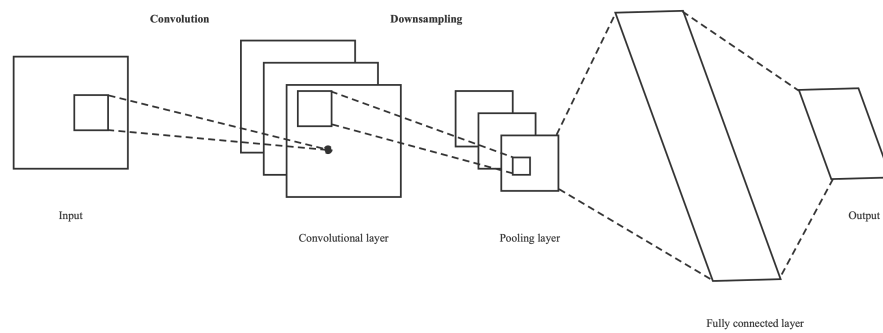 Convolution
Downsampling
Input
Convolutional layer
Pooling layer
Output
Fully connected layer